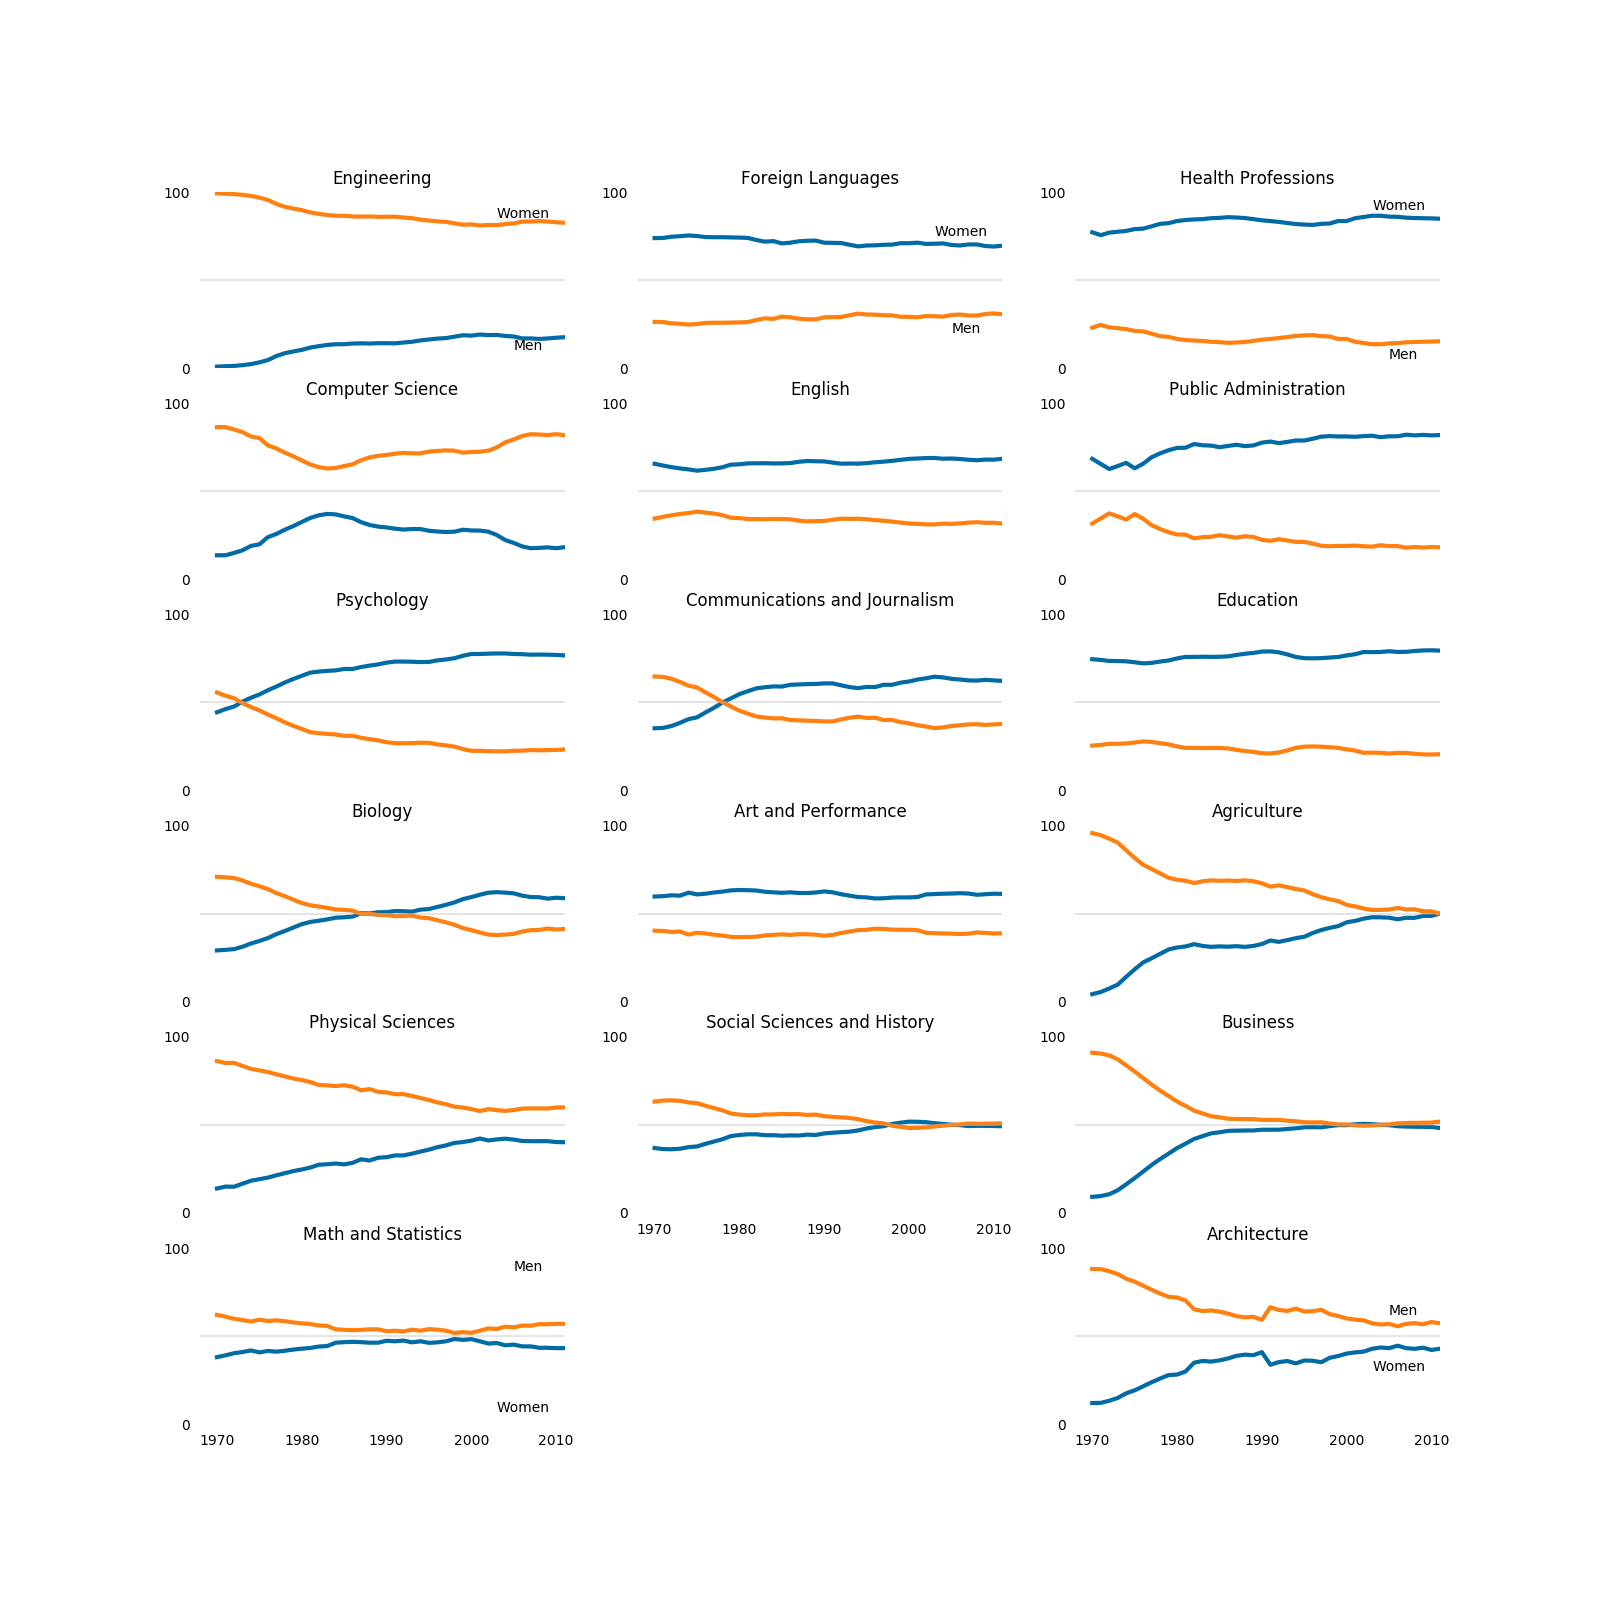 Engineering
Foreign Languages
Health Professions
100
100
100
Women
Women
Women
Men
Men
Men
0
0
0
Computer Science
English
Public Administration
100
100
100
0
0
0
Psychology
Communications and Journalism
Education
100
100
100
0
0
0
Biology
Art and Performance
Agriculture
100
100
100
0
0
0
Physical Sciences
Social Sciences and History
Business
100
100
100
0
0
0
1970 1980 1990 2000 2010
Math and Statistics
Architecture
100
100
Men
Men
Women
Women
0
0
1970 1980 1990 2000 2010
1970 1980 1990 2000 2010